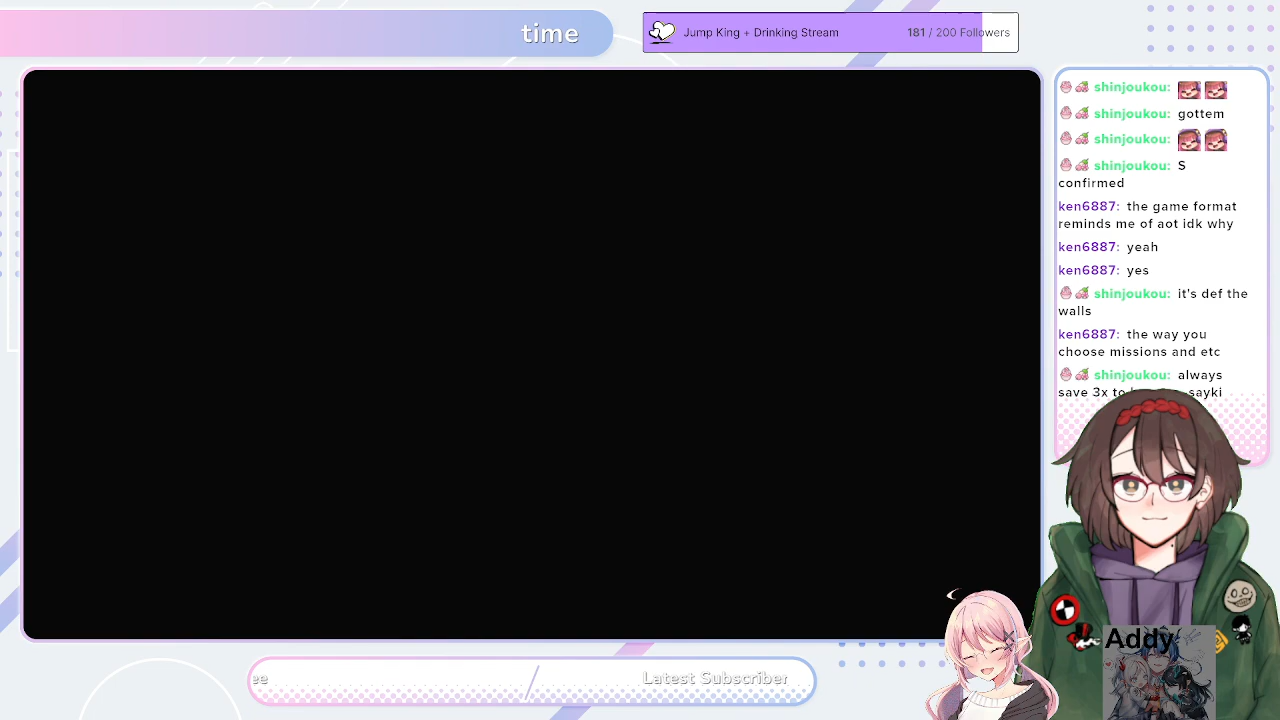 time
Jump King + Drinking Stream 181 / 200 Followers
shinjoukou:
shinjoukou: gottem
shinjoukou:
shinjoukou: S
confirmed
ken6887: the game format
reminds me of aot idk why
ken6887: yeah
ken6887: yes
shinjoukou: it's def the
walls
ken6887: the way you
choose missions and etc
shinjoukou: always
save 3x to sayki
Addy
ee / Latest Subscriber